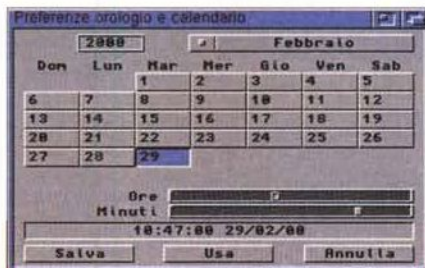 Preferenze orologio e calendario
2000 Febbraio
Dom Lun Mar Mer Gio Ven Sab
1 2 3 4 5
6 7 8 9 10 11 12
13 14 15 16 17 18 19
20 21 22 23 24 25 26
27 28 29
Ore
Minuti
10:47:00 29/02/00
Salva Usa Annulla